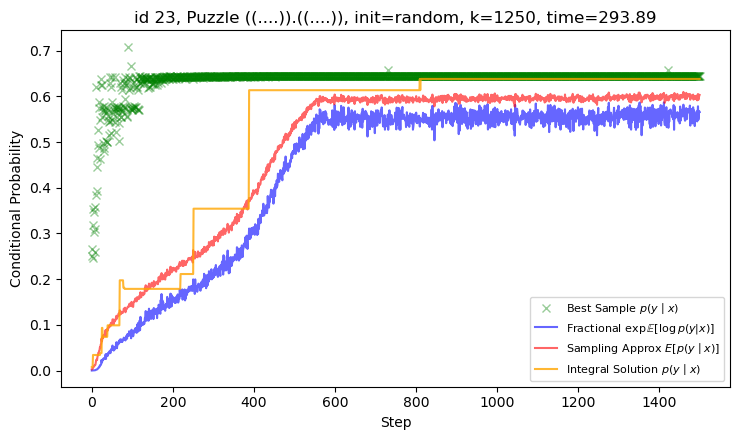 id 23, Puzzle ((....)).((....)), init=random, k=1250, time=293.89
Conditional Probability
0.7
0.6
0.5
0.4
0.3
0.2
0.1
0.0
Best Sample p(y | x)
Fractional exp𝔼[log p(y|x)]
Sampling Approx E[p(y | x)]
Integral Solution p(y | x)
0 200 400 600 800 1000 1200 1400
Step